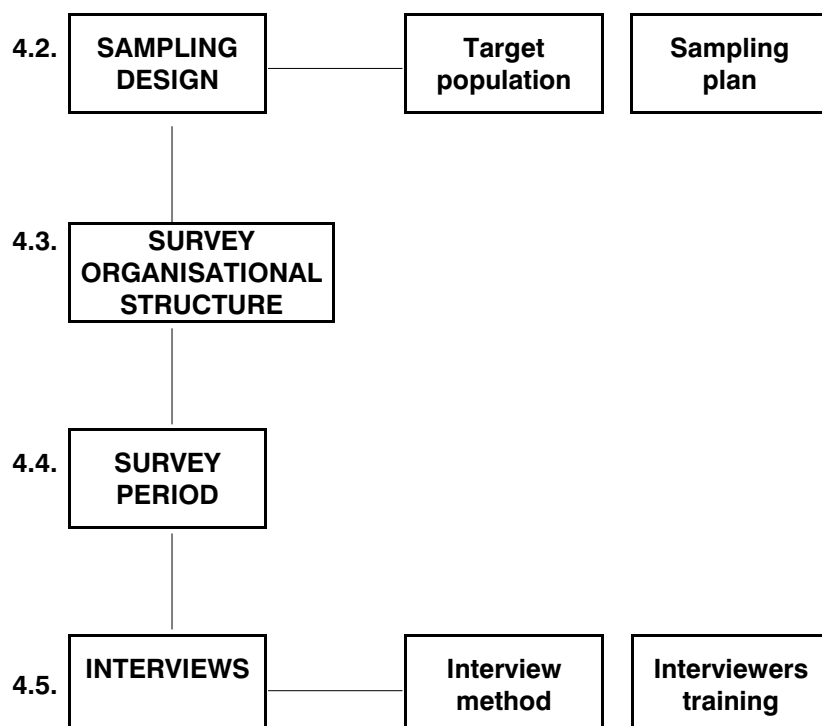 4.2.
SAMPLING
DESIGN
Target
population
Sampling
plan
4.3.
SURVEY
ORGANISATIONAL
STRUCTURE
4.4.
SURVEY
PERIOD
4.5.
INTERVIEWS
Interview
method
Interviewers
training